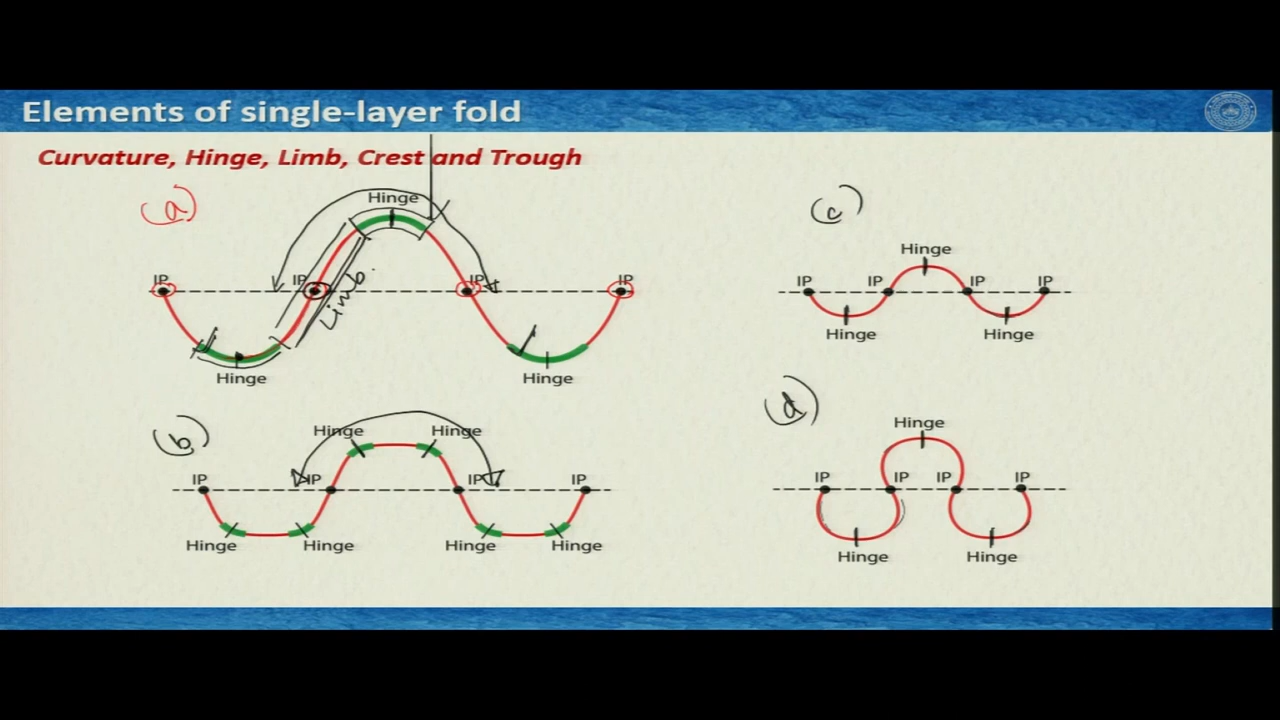 Elements of single-layer fold
Curvature, Hinge, Limb, Crest and Trough
(a)
Hinge
IP IP IP IP
Limb
Hinge Hinge
(b)
Hinge Hinge
IP IP IP IP
Hinge Hinge Hinge Hinge
(c)
Hinge
IP IP IP IP
Hinge Hinge
(d)
Hinge
IP IP IP IP
Hinge Hinge